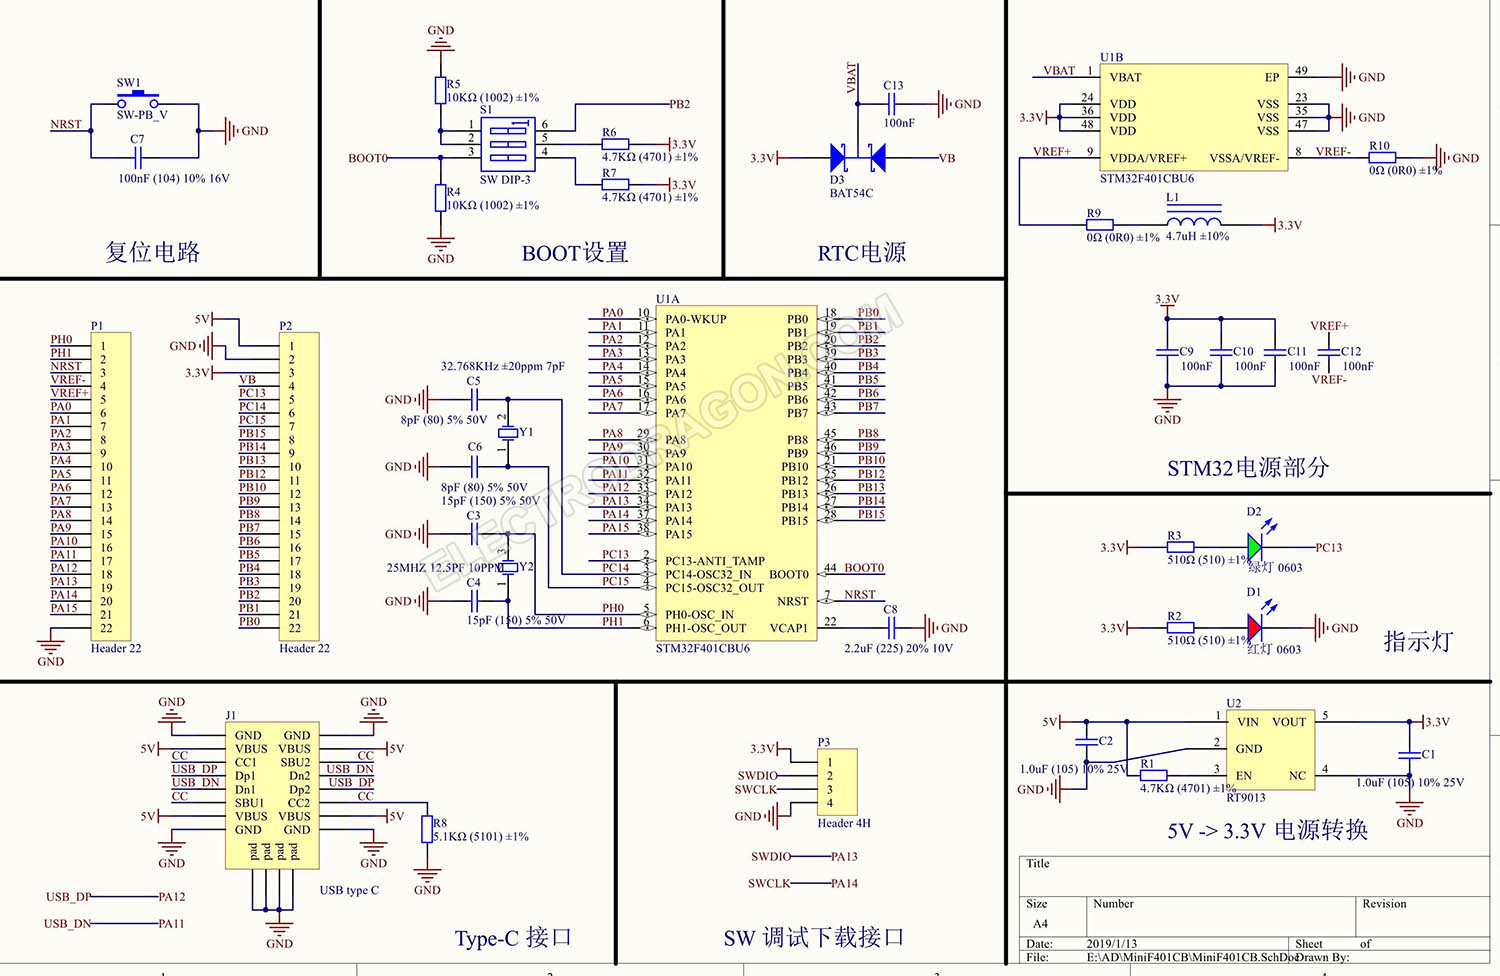 SW1
SW-PB_V
NRST
C7
GND
100nF (104) 10% 16V
复位电路
GND
R5
10KΩ (1002) ±1%
S1
1
2
3
6
5
4
PB2
R6
3.3V
4.7KΩ (4701) ±1%
BOOT0
R7
3.3V
4.7KΩ (4701) ±1%
SW DIP-3
R4
10KΩ (1002) ±1%
GND
BOOT设置
VBAT
C13
GND
100nF
3.3V
VB
D3
BAT54C
RTC电源
U1B
VBAT 1 VBAT EP 49 GND
24 VDD VSS 23
3.3V 36 VDD VSS 35 GND
48 VDD VSS 47
VREF+ 9 VDDA/VREF+ VSSA/VREF- 8 VREF- R10 GND
STM32F401CBU6
0Ω (0R0) ±1%
R9
L1
3.3V
0Ω (0R0) ±1% 4.7uH ±10%
3.3V
VREF+
C9 C10 C11 C12
100nF 100nF 100nF 100nF
VREF-
GND
STM32电源部分
P1
PH0 1
PH1 2
NRST 3
VREF- 4
VREF+ 5
PA0 6
PA1 7
PA2 8
PA3 9
PA4 10
PA5 11
PA6 12
PA7 13
PA8 14
PA9 15
PA10 16
PA11 17
PA12 18
PA13 19
PA14 20
PA15 21
22
GND
Header 22
P2
5V 1
GND 2
3.3V 3
VB 4
PC13 5
PC14 6
PC15 7
PB15 8
PB14 9
PB13 10
PB12 11
PB10 12
PB9 13
PB8 14
PB7 15
PB6 16
PB5 17
PB4 18
PB3 19
PB2 20
PB1 21
PB0 22
Header 22
32.768KHz ±20ppm 7pF
C5
GND
8pF (80) 5% 50V
2
Y1
1
C6
GND
8pF (80) 5% 50V
15pF (150) 5% 50V
C3
GND
3
25MHZ 12.5PF 10PPM Y2
1
C4
GND
15pF (150) 5% 50V
U1A
PA0 10 PA0-WKUP PB0 18 PB0
PA1 11 PA1 PB1 19 PB1
PA2 12 PA2 PB2 20 PB2
PA3 13 PA3 PB3 39 PB3
PA4 14 PA4 PB4 40 PB4
PA5 15 PA5 PB5 41 PB5
PA6 16 PA6 PB6 42 PB6
PA7 17 PA7 PB7 43 PB7
PA8 29 PA8 PB8 45 PB8
PA9 30 PA9 PB9 46 PB9
PA10 31 PA10 PB10 21 PB10
PA11 32 PA11 PB12 25 PB12
PA12 33 PA12 PB13 26 PB13
PA13 34 PA13 PB14 27 PB14
PA14 37 PA14 PB15 28 PB15
PA15 38 PA15
PC13 2 PC13-ANTI_TAMP
PC14 3 PC14-OSC32_IN BOOT0 44 BOOT0
PC15 4 PC15-OSC32_OUT
NRST 7 NRST
PH0 5 PH0-OSC_IN
PH1 6 PH1-OSC_OUT VCAP1 22 C8 GND
STM32F401CBU6
2.2uF (225) 20% 10V
ELECTRODRAGON.COM
D2
3.3V R3 PC13
510Ω (510) ±1% 绿灯 0603
D1
3.3V R2 GND
510Ω (510) ±1% 红灯 0603
指示灯
GND GND
J1
GND GND
5V VBUS VBUS 5V
CC CC1 SBU2 CC
USB_DP Dp1 Dn2 USB_DN
USB_DN Dn1 Dp2 USB_DP
CC SBU1 CC2 CC
5V VBUS VBUS 5V
GND GND
R8
5.1KΩ (5101) ±1%
pad pad pad pad
GND GND
USB type C
GND
USB_DP PA12
USB_DN PA11
GND
Type-C 接口
P3
3.3V 1
SWDIO 2
SWCLK 3
GND 4
Header 4H
SWDIO PA13
SWCLK PA14
SW 调试下载接口
U2
5V 1 VIN VOUT 5 3.3V
C2 2 GND C1
1.0uF (105) 10% 25V R1 3 EN NC 4
1.0uF (105) 10% 25V
GND 4.7KΩ (4701) ±1%
RT9013
GND
5V -> 3.3V 电源转换
Title
Size Number Revision
A4
Date: 2019/1/13 Sheet of
File: E:\AD\MiniF401CB\MiniF401CB.SchDoc Drawn By: